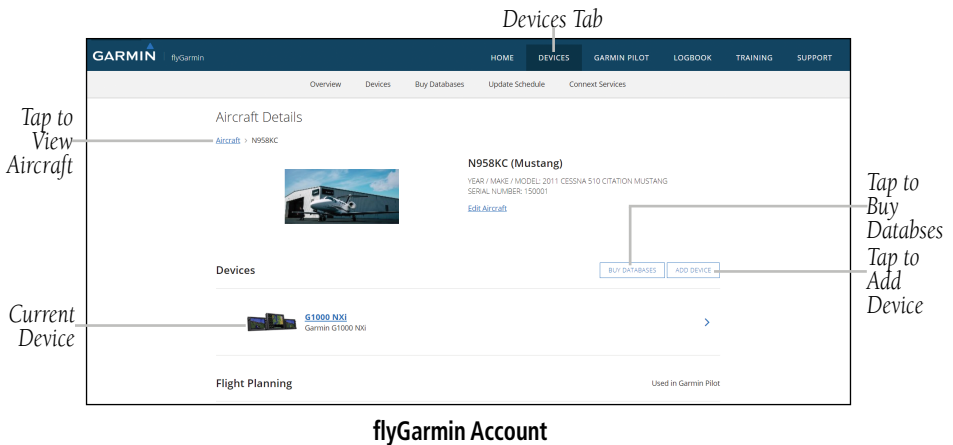 Devices Tab
GARMIN flyGarmin HOME DEVICES GARMIN PILOT LOGBOOK TRAINING SUPPORT
Overview Devices Buy Databases Update Schedule Connext Services
Aircraft Details
Tap to
View
Aircraft
Aircraft > N958KC
N958KC (Mustang)
YEAR / MAKE / MODEL: 2011 CESSNA 510 CITATION MUSTANG
SERIAL NUMBER: 150001
Edit Aircraft
Tap to
Buy
Databses
Devices
BUY DATABASES ADD DEVICE
Tap to
Add
Device
Current
Device
G1000 NXi
Garmin G1000 NXi
Flight Planning
Used in Garmin Pilot
flyGarmin Account